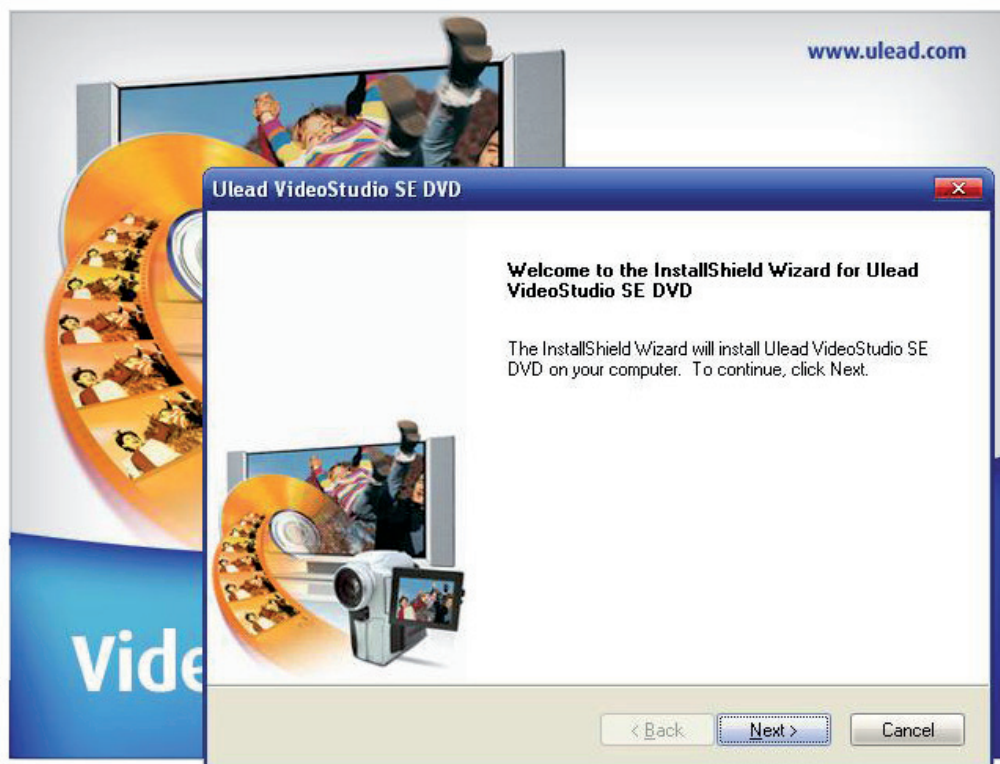 www.ulead.com
Ulead VideoStudio SE DVD
Welcome to the InstallShield Wizard for Ulead
VideoStudio SE DVD
The InstallShield Wizard will install Ulead VideoStudio SE
DVD on your computer. To continue, click Next.
Vide
< Back
Next >
Cancel